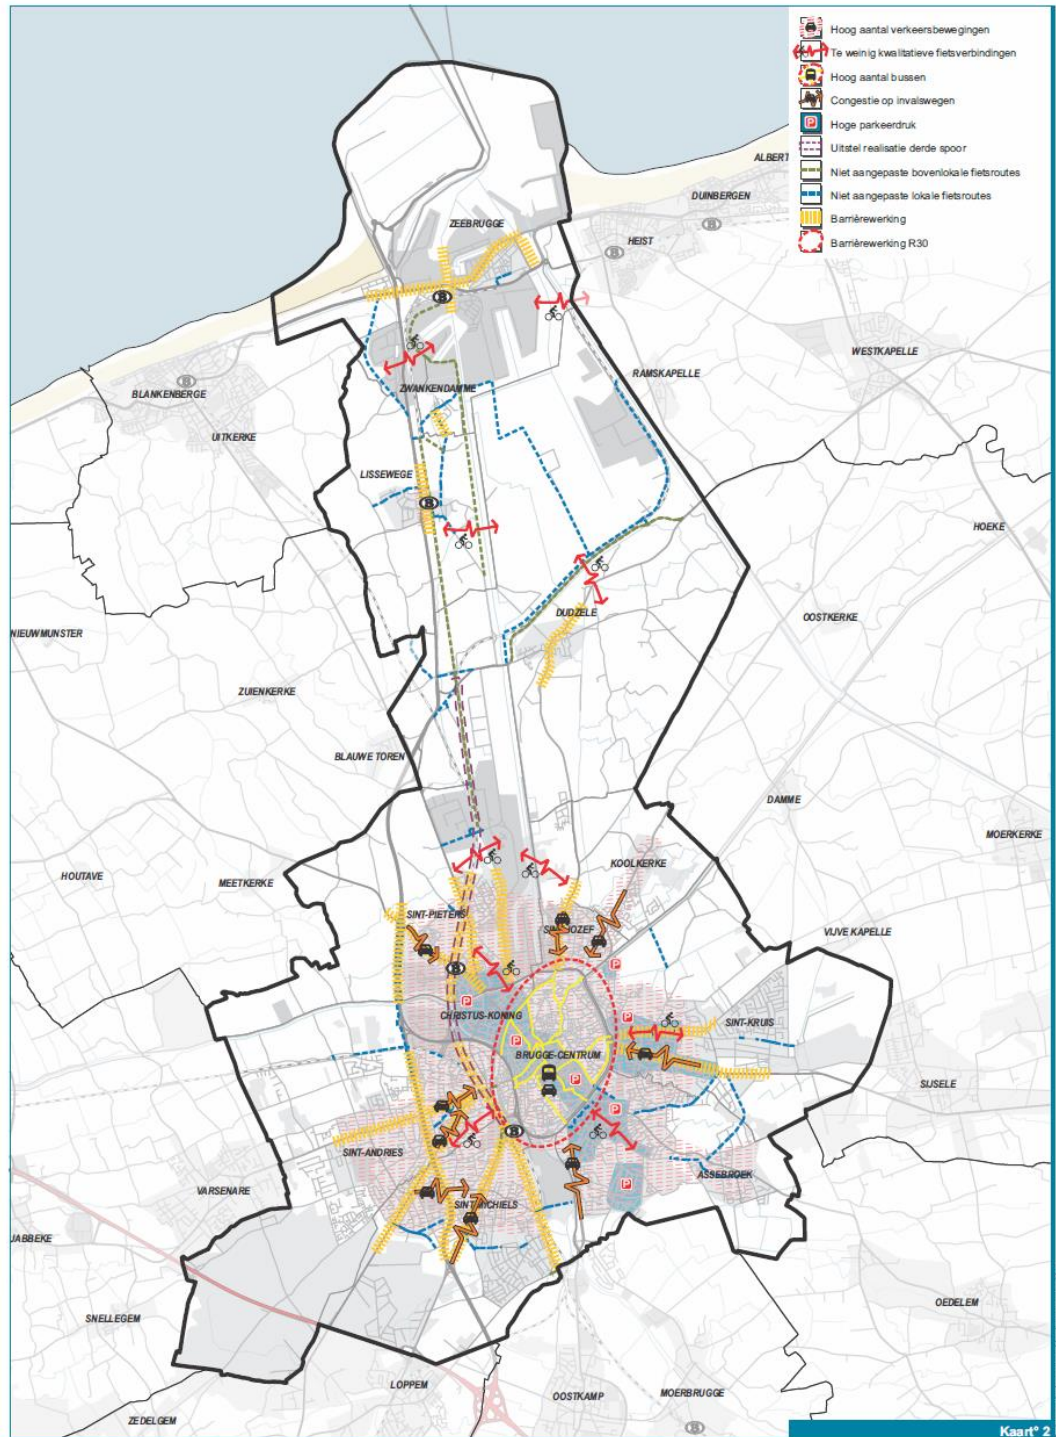 Hoog aantal verkeersbewegingen
Te weinig kwalitatieve fietsverbindingen
Hoog aantal bussen
Congestie op invalswegen
P Hoge parkeerdruk
Uitstel realisatie derde spoor
Niet aangepaste bovenlokale fietsroutes
Niet aangepaste lokale fietsroutes
Barrièrewerking
Barrièrewerking R30
ALBERT
DUINBERGEN
B
ZEEBRUGGE
HEIST
B
B
WESTKAPELLE
RAMSKAPELLE
B
BLANKENBERGE
ZWANKENDAMME
UITKERKE
LISSEWEGE
B
HOEKE
DUDZELE
OOSTKERKE
NIEUWMUNSTER
ZUIENKERKE
BLAUWE TOREN
DAMME
MOERKERKE
KOOLKERKE
HOUTAVE
MEETKERKE
SINT-PIETERS
VIJVE KAPELLE
B
P
P
CHRISTUS-KONING
P
SINT-KRUIS
P
BRUGGE-CENTRUM
P
SIJSELE
P
B
SINT-ANDRIES
ASSEBROEK
P
VARSENARE
JABBEKE
OEDELEM
SNELLEGEM
LOPPEM
OOSTKAMP
MOERBRUGGE
ZEDELGEM
B
Kaart° 2